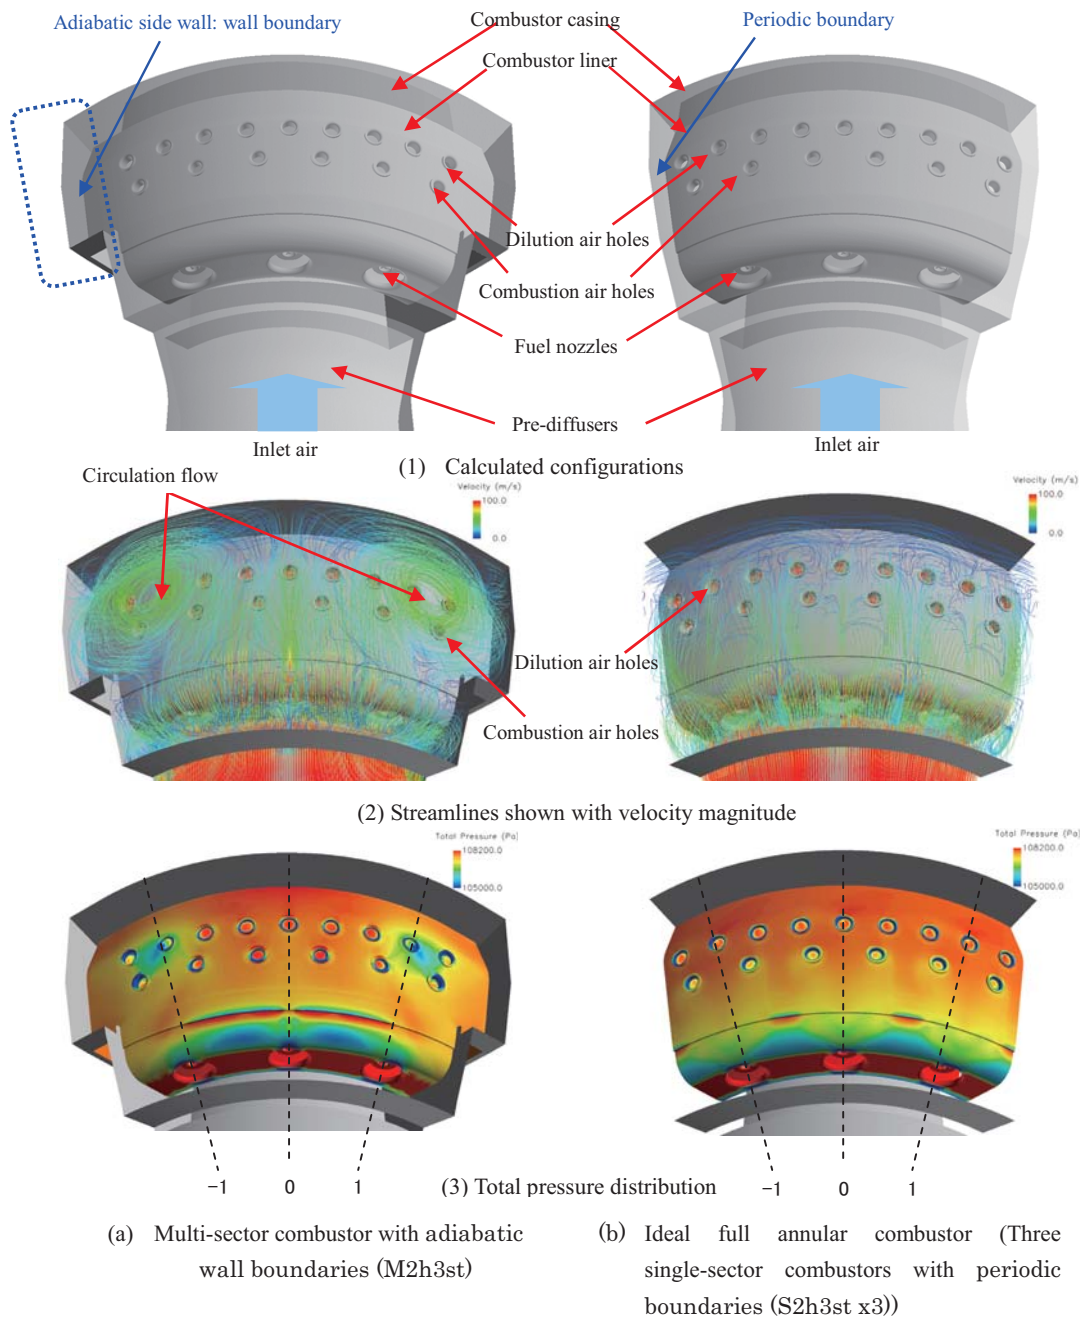 Adiabatic side wall: wall boundary
Combustor casing
Periodic boundary
Combustor liner
Dilution air holes
Combustion air holes
Fuel nozzles
Pre-diffusers
Inlet air
Inlet air
(1) Calculated configurations
Circulation flow
Velocity (m/s)
100.0
0.0
Velocity (m/s)
100.0
0.0
Dilution air holes
Combustion air holes
(2) Streamlines shown with velocity magnitude
Total Pressure (Pa)
108200.0
105000.0
Total Pressure (Pa)
108200.0
105000.0
-1
0
1
(3) Total pressure distribution
-1
0
1
(a) Multi-sector combustor with adiabatic
wall boundaries (M2h3st)
(b) Ideal full annular combustor (Three
single-sector combustors with periodic
boundaries (S2h3st x3))